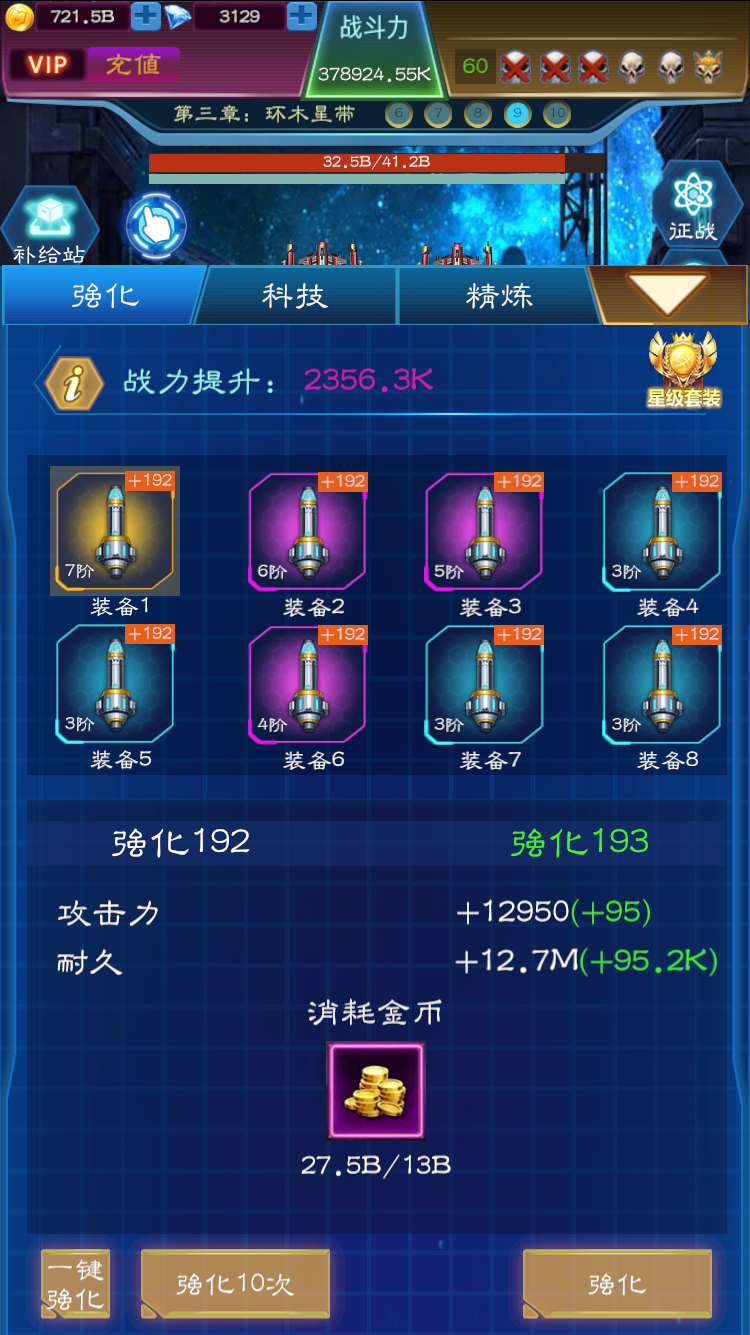 721.5B
3129
战斗力
378924.55K
VIP
充值
60
第三章：环木星带
6 7 8 9 10
32.5B/41.2B
补给站
征战
强化
科技
精炼
战力提升：
2356.3K
星级套装
+192 +192 +192 +192
7阶 6阶 5阶 3阶
装备1 装备2 装备3 装备4
+192 +192 +192 +192
3阶 4阶 3阶 3阶
装备5 装备6 装备7 装备8
强化192
强化193
攻击力
+12950(+95)
耐久
+12.7M(+95.2K)
消耗金币
27.5B/13B
一键
强化
强化10次
强化